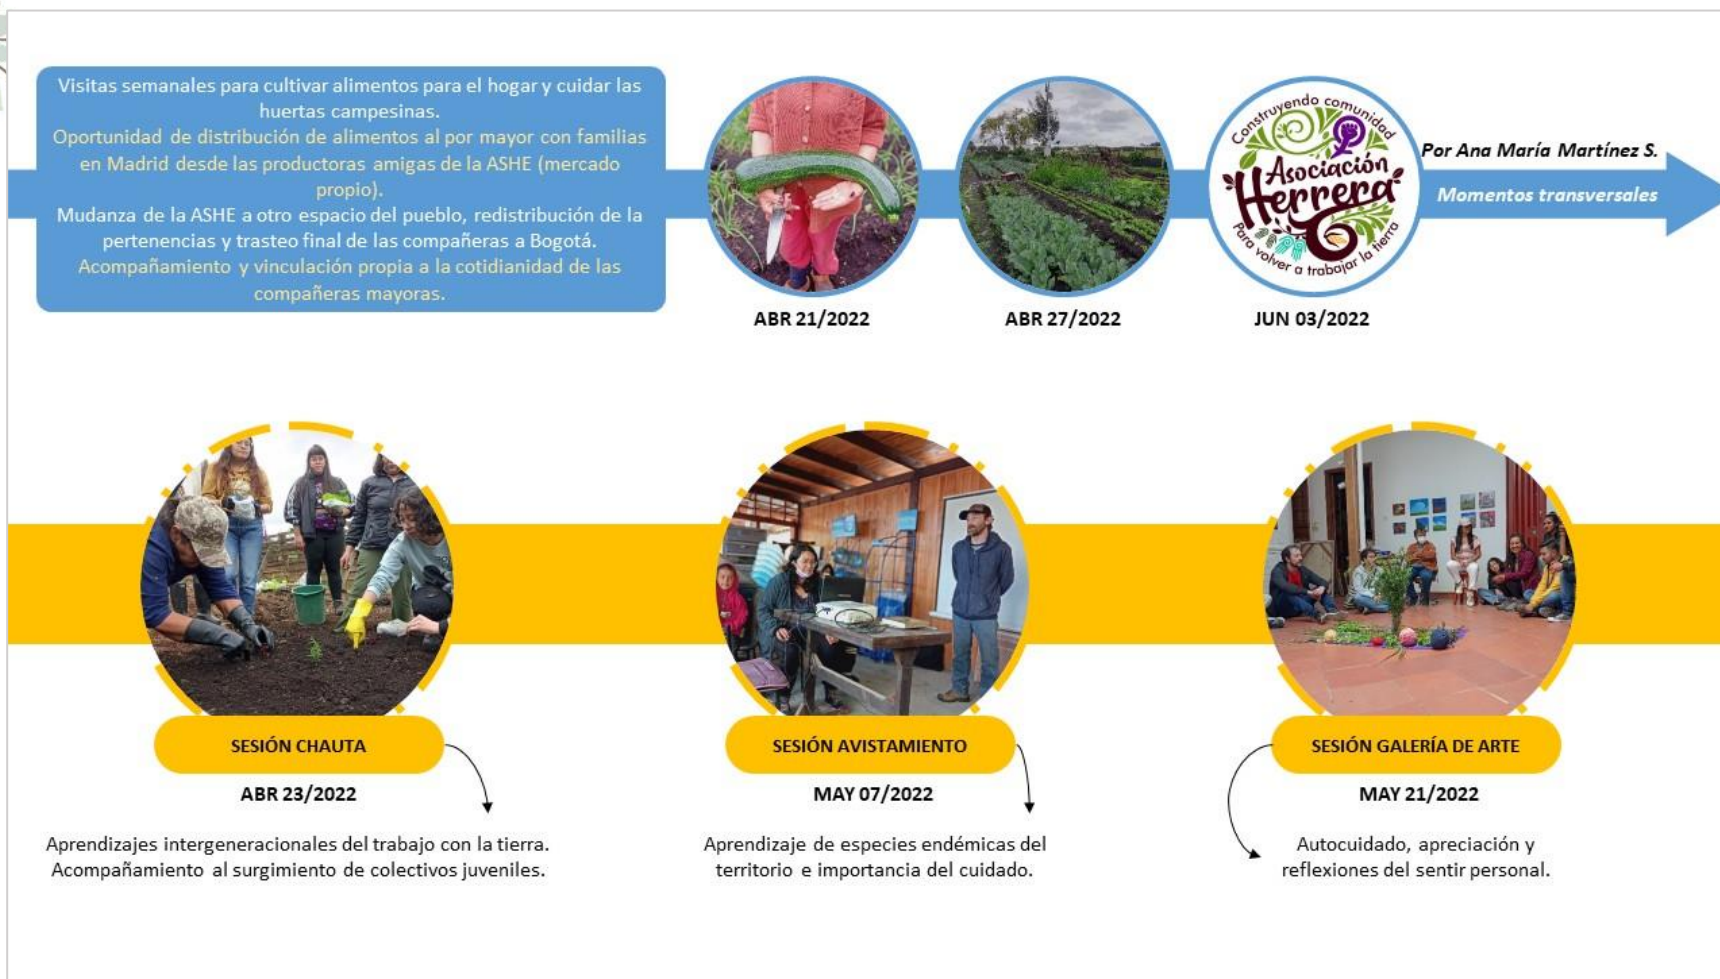 Visitas semanales para cultivar alimentos para el hogar y cuidar las
huertas campesinas.
Oportunidad de distribución de alimentos al por mayor con familias
en Madrid desde las productoras amigas de la ASHE (mercado
propio).
Mudanza de la ASHE a otro espacio del pueblo, redistribución de la
pertenencias y trasteo final de las compañeras a Bogotá.
Acompañamiento y vinculación propia a la cotidianidad de las
compañeras mayoras.
ABR 21/2022
ABR 27/2022
Construyendo comunidad
Asociación
Herrera
Para volver a trabajar la tierra
JUN 03/2022
Por Ana María Martínez S.
Momentos transversales
SESIÓN CHAUTA
ABR 23/2022
Aprendizajes intergeneracionales del trabajo con la tierra.
Acompañamiento al surgimiento de colectivos juveniles.
SESIÓN AVISTAMIENTO
MAY 07/2022
Aprendizaje de especies endémicas del
territorio e importancia del cuidado.
SESIÓN GALERÍA DE ARTE
MAY 21/2022
Autocuidado, apreciación y
reflexiones del sentir personal.